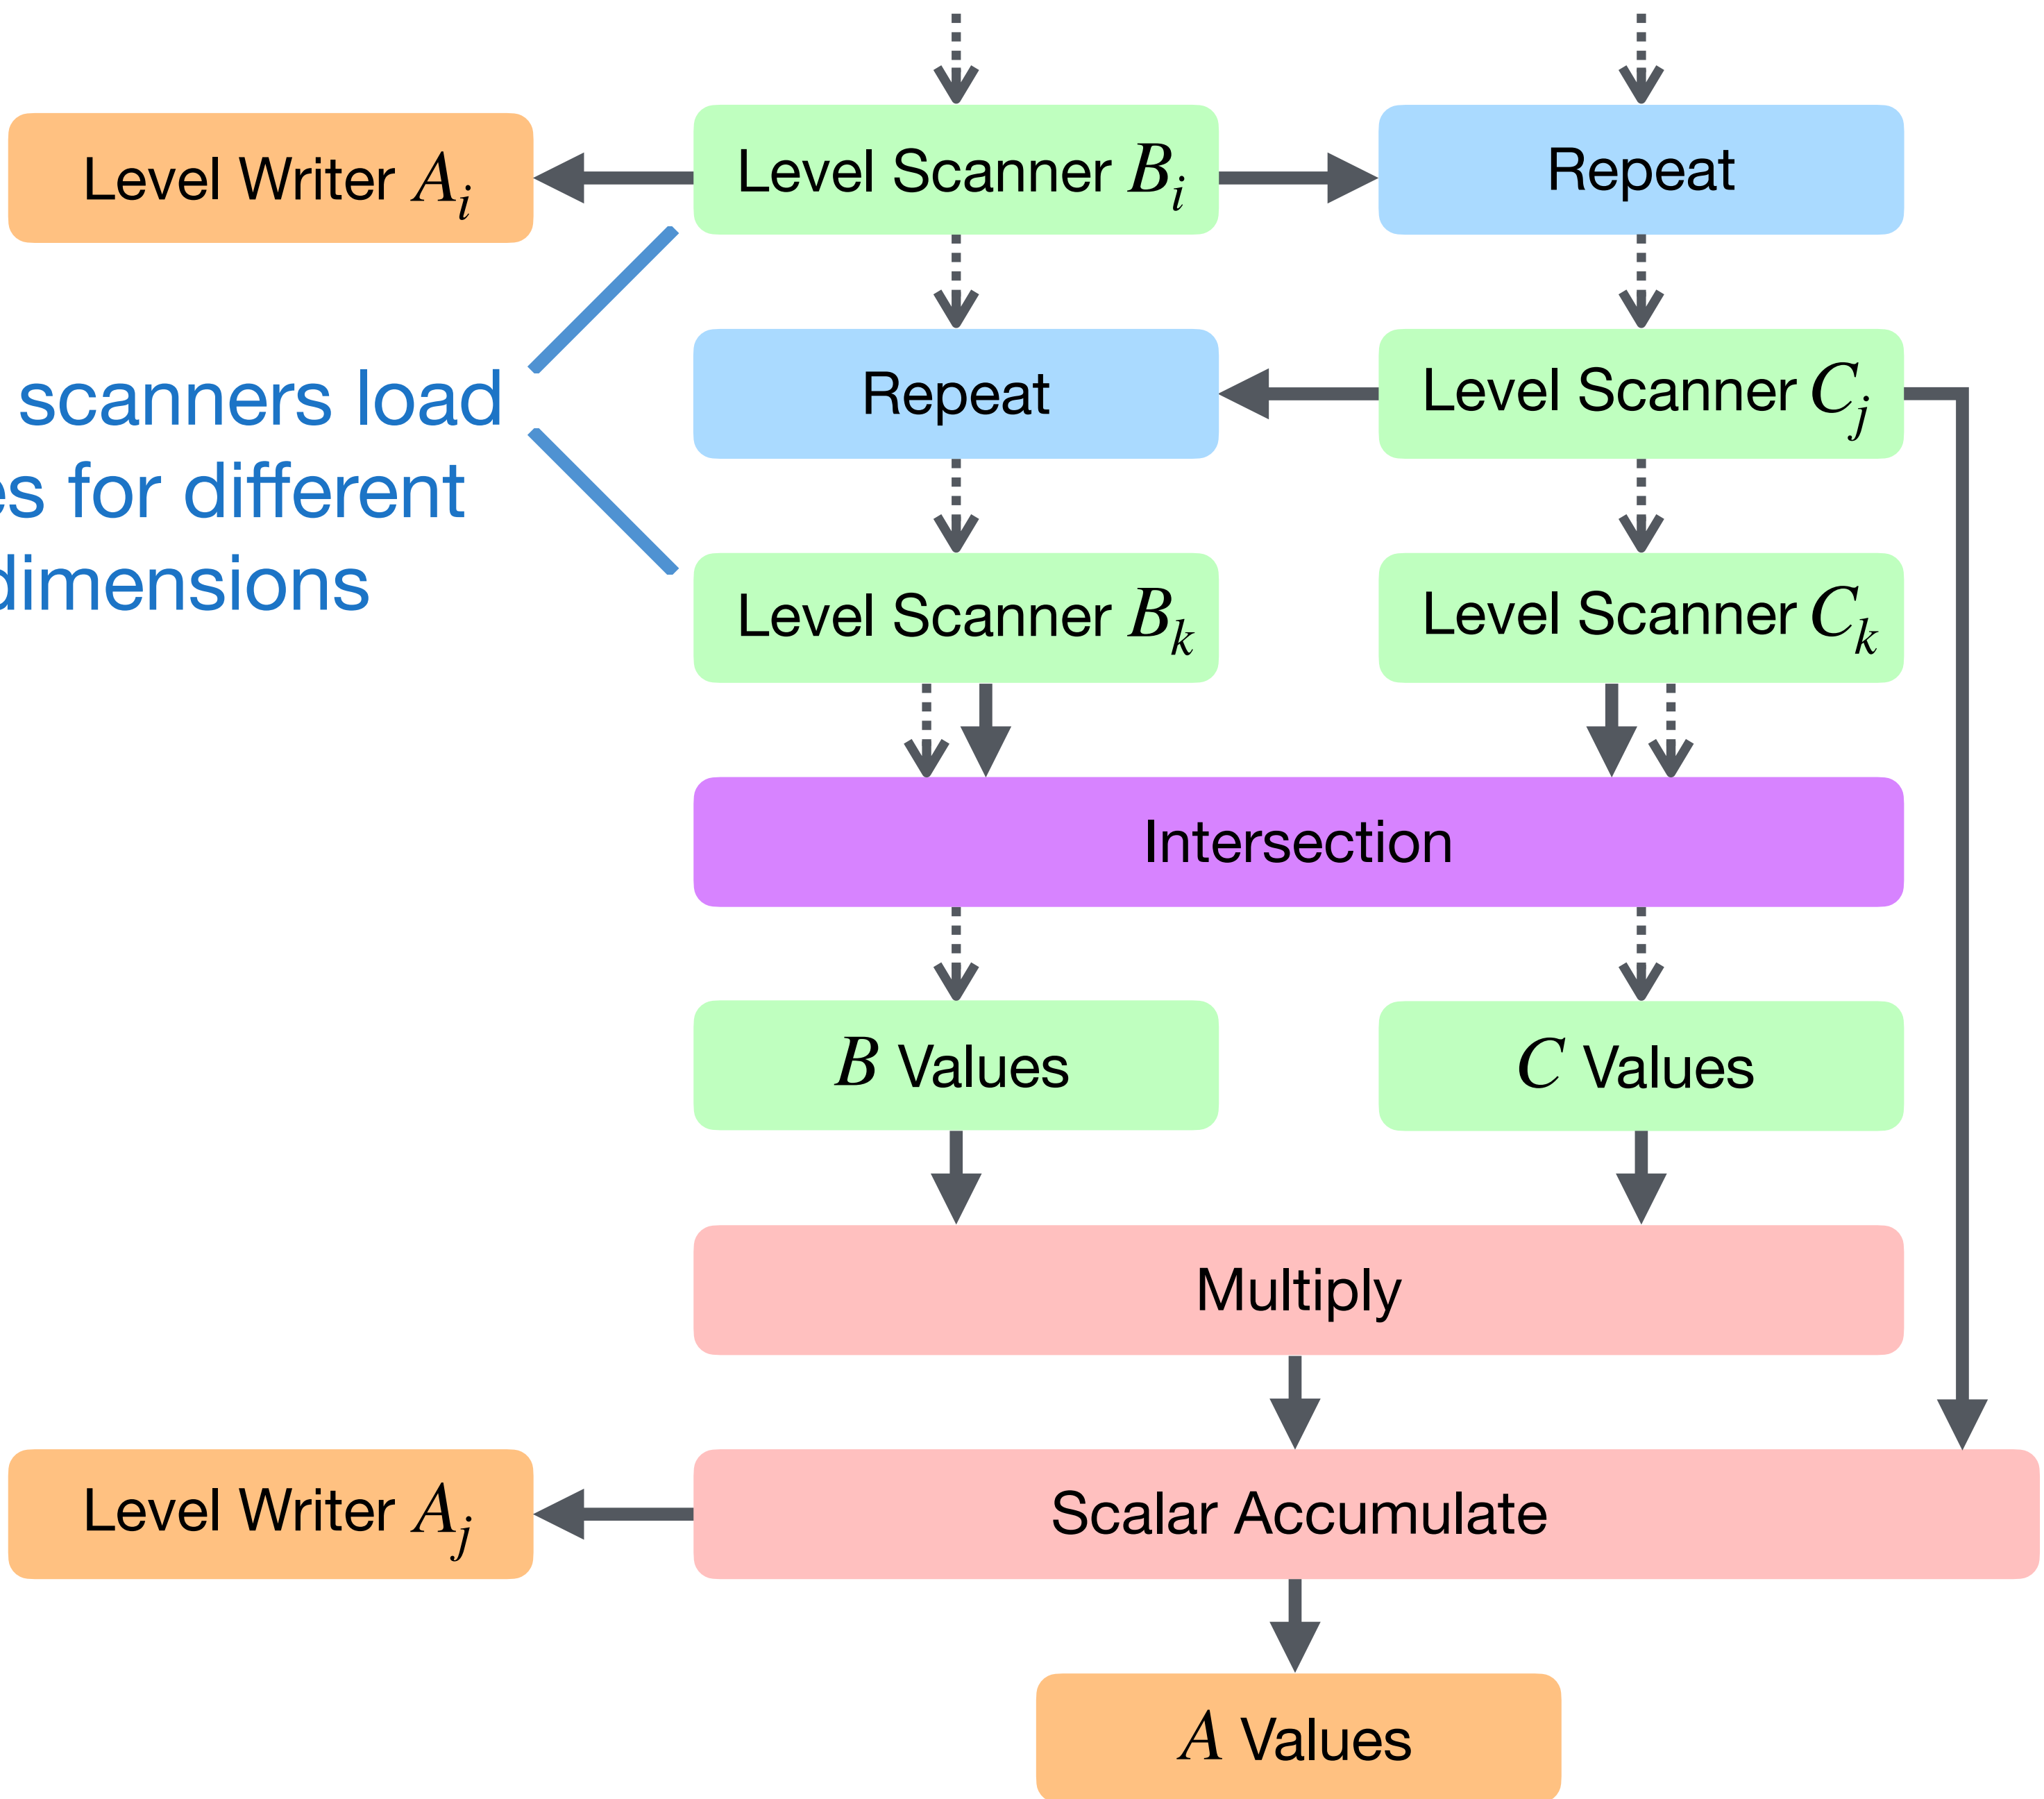 Level Writer A_i
Level Scanner B_i
Repeat
scanners load
for different
dimensions
Repeat
Level Scanner C_j
Level Scanner B_k
Level Scanner C_k
Intersection
B Values
C Values
Multiply
Level Writer A_j
Scalar Accumulate
A Values